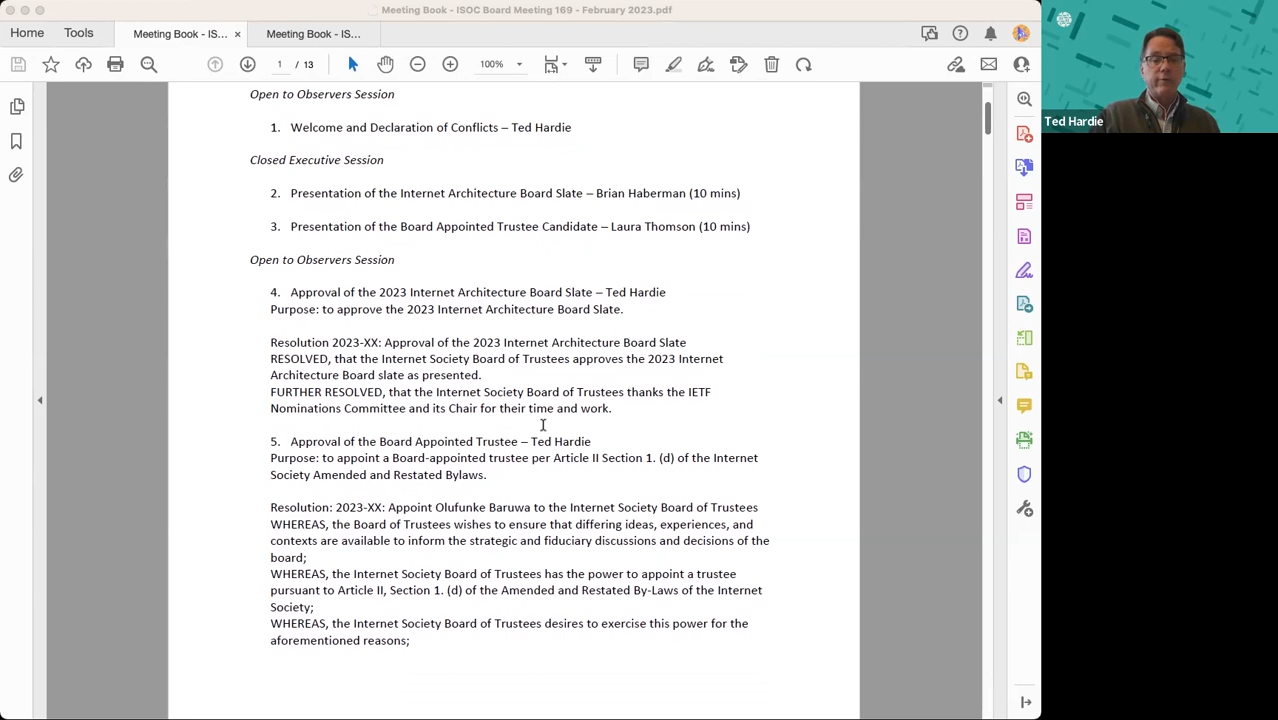 Meeting Book - ISOC Board Meeting 169 - February 2023.pdf
Home
Tools
Meeting Book - IS... ×
Meeting Book - IS...
1 / 13
100%
Ted Hardie
Open to Observers Session
1. Welcome and Declaration of Conflicts – Ted Hardie
Closed Executive Session
2. Presentation of the Internet Architecture Board Slate – Brian Haberman (10 mins)
3. Presentation of the Board Appointed Trustee Candidate – Laura Thomson (10 mins)
Open to Observers Session
4. Approval of the 2023 Internet Architecture Board Slate – Ted Hardie
Purpose: to approve the 2023 Internet Architecture Board Slate.
Resolution 2023-XX: Approval of the 2023 Internet Architecture Board Slate
RESOLVED, that the Internet Society Board of Trustees approves the 2023 Internet
Architecture Board slate as presented.
FURTHER RESOLVED, that the Internet Society Board of Trustees thanks the IETF
Nominations Committee and its Chair for their time and work.
5. Approval of the Board Appointed Trustee – Ted Hardie
Purpose: to appoint a Board-appointed trustee per Article II Section 1. (d) of the Internet
Society Amended and Restated Bylaws.
Resolution: 2023-XX: Appoint Olufunke Baruwa to the Internet Society Board of Trustees
WHEREAS, the Board of Trustees wishes to ensure that differing ideas, experiences, and
contexts are available to inform the strategic and fiduciary discussions and decisions of the
board;
WHEREAS, the Internet Society Board of Trustees has the power to appoint a trustee
pursuant to Article II, Section 1. (d) of the Amended and Restated By-Laws of the Internet
Society;
WHEREAS, the Internet Society Board of Trustees desires to exercise this power for the
aforementioned reasons;